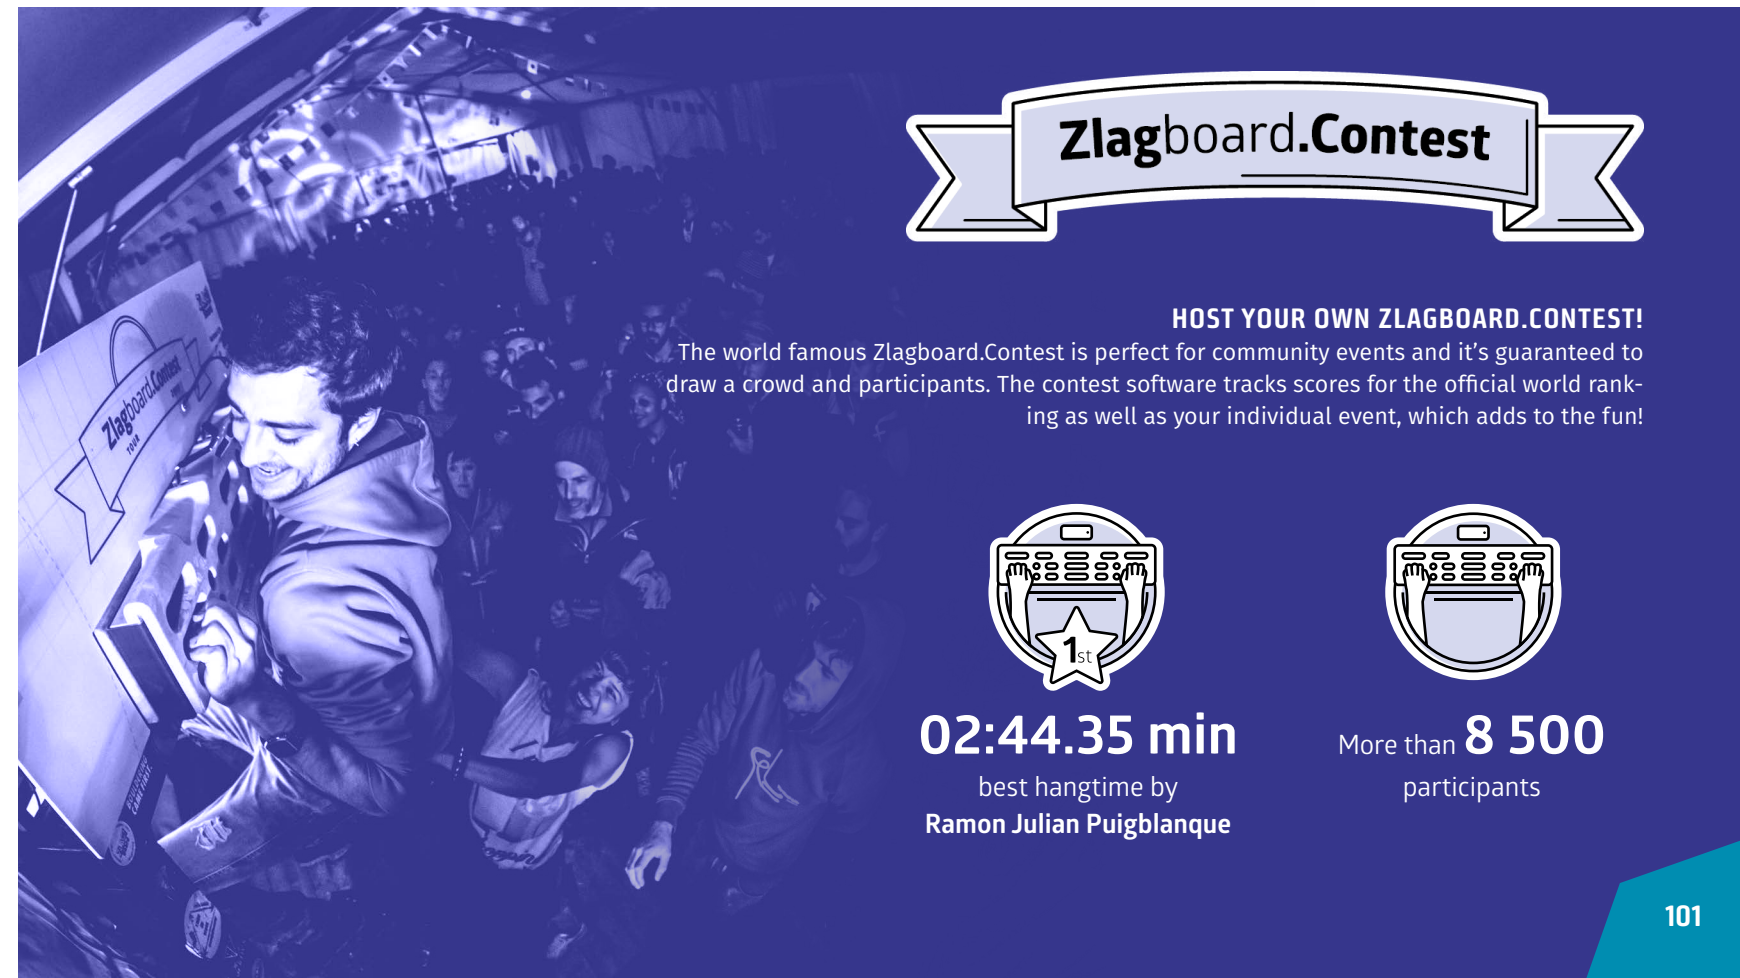 Zlagboard.Contest
HOST YOUR OWN ZLAGBOARD.CONTEST!
The world famous Zlagboard.Contest is perfect for community events and it's guaranteed to
draw a crowd and participants. The contest software tracks scores for the official world rank-
ing as well as your individual event, which adds to the fun!
Zlagboard.Contest
TOUR
1st
02:44.35 min
best hangtime by
Ramon Julian Puigblanque
More than 8 500
participants
CAME FIRST.
101